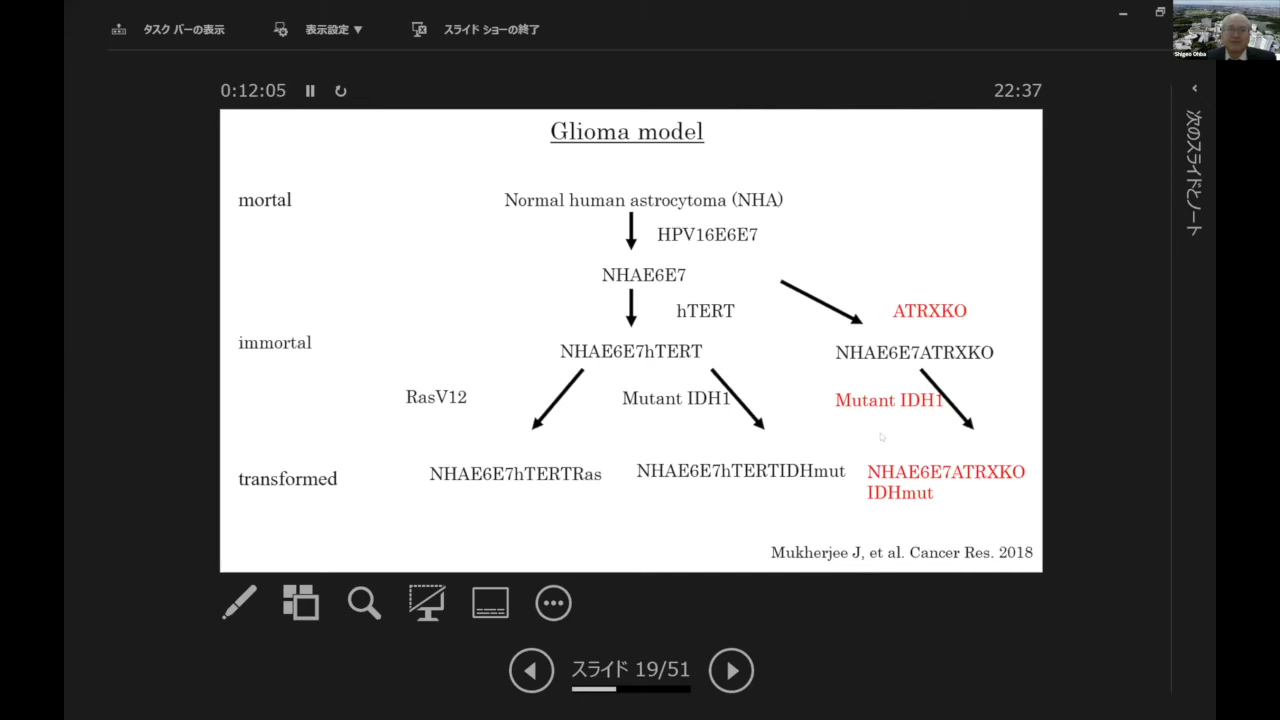 タスク バーの表示
表示設定 ▼
スライド ショーの終了
Shigeo Ohba
0:12:05
22:37
次のスライドとノート
Glioma model
mortal
Normal human astrocytoma (NHA)
HPV16E6E7
NHAE6E7
hTERT
ATRXKO
immortal
NHAE6E7hTERT
NHAE6E7ATRXKO
RasV12
Mutant IDH1
Mutant IDH1
transformed
NHAE6E7hTERTRas
NHAE6E7hTERTIDHmut
NHAE6E7ATRXKO
IDHmut
Mukherjee J, et al. Cancer Res. 2018
スライド 19/51